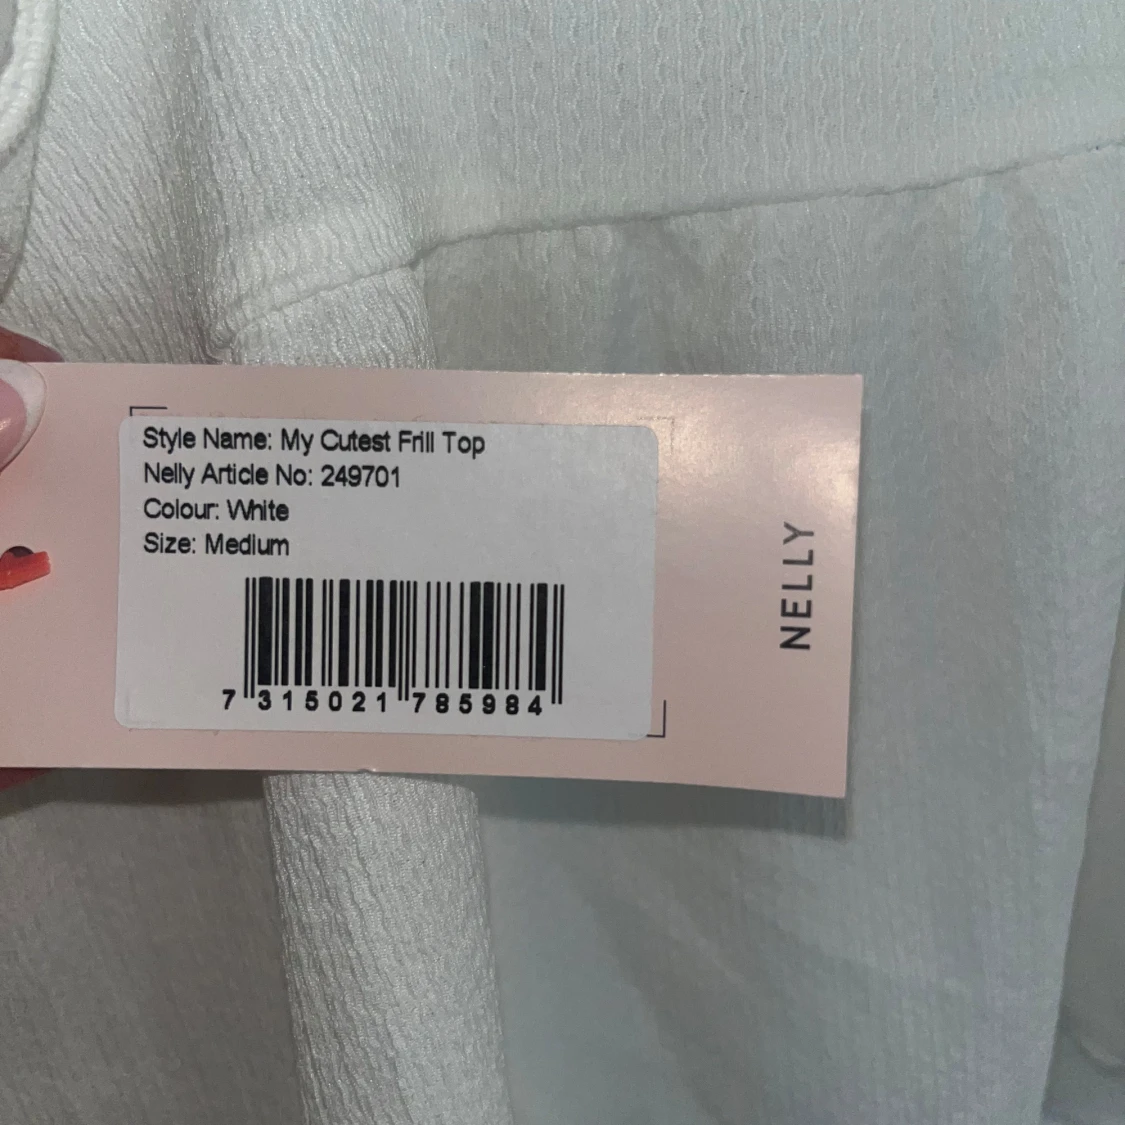 Style Name: My Cutest Frill Top
Nelly Article No: 249701
Colour: White
Size: Medium
7 315021 785984
NELLY